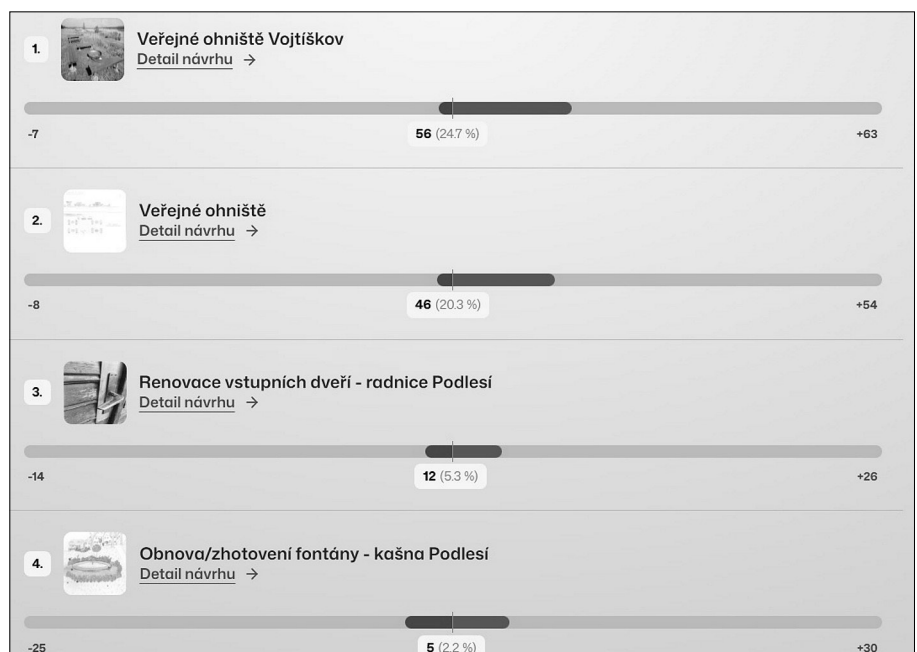 1.
Veřejné ohniště Vojtíškov
Detail návrhu →
56 (24.7 %)
-7
+63
2.
Veřejné ohniště
Detail návrhu →
46 (20.3 %)
-8
+54
3.
Renovace vstupních dveří - radnice Podlesí
Detail návrhu →
12 (5.3 %)
-14
+26
4.
Obnova/zhotovení fontány - kašna Podlesí
Detail návrhu →
5 (2.2 %)
-25
+30